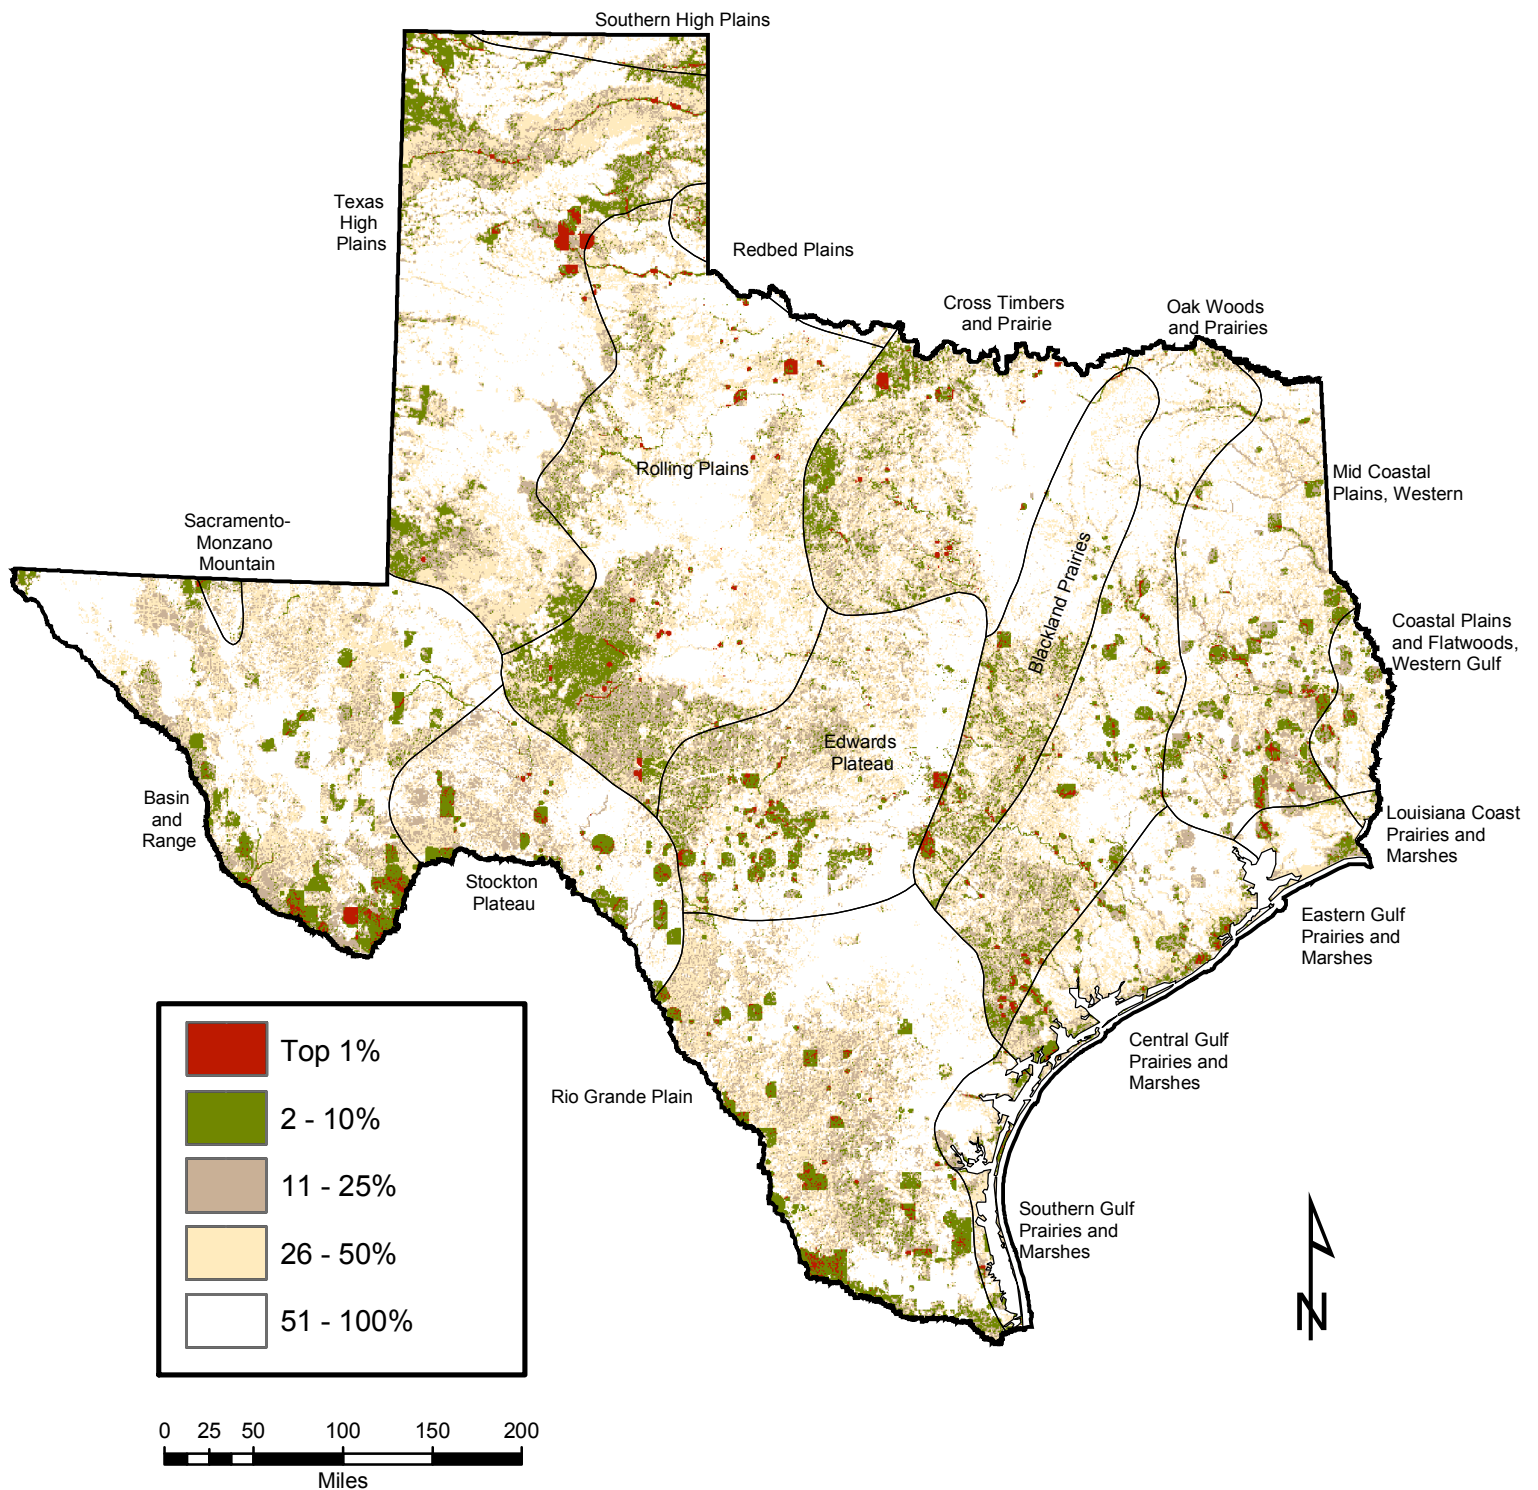 Southern High Plains
Texas
High
Plains
Redbed Plains
Cross Timbers
and Prairie
Oak Woods
and Prairies
Rolling Plains
Mid Coastal
Plains, Western
Sacramento-
Monzano
Mountain
Blackland Prairies
Coastal Plains
and Flatwoods,
Western Gulf
Edwards
Plateau
Basin
and
Range
Louisiana Coast
Prairies and
Marshes
Stockton
Plateau
Eastern Gulf
Prairies and
Marshes
Central Gulf
Prairies and
Marshes
Rio Grande Plain
Southern Gulf
Prairies and
Marshes
Top 1%
2 - 10%
11 - 25%
26 - 50%
51 - 100%
N
0 25 50 100 150 200
Miles